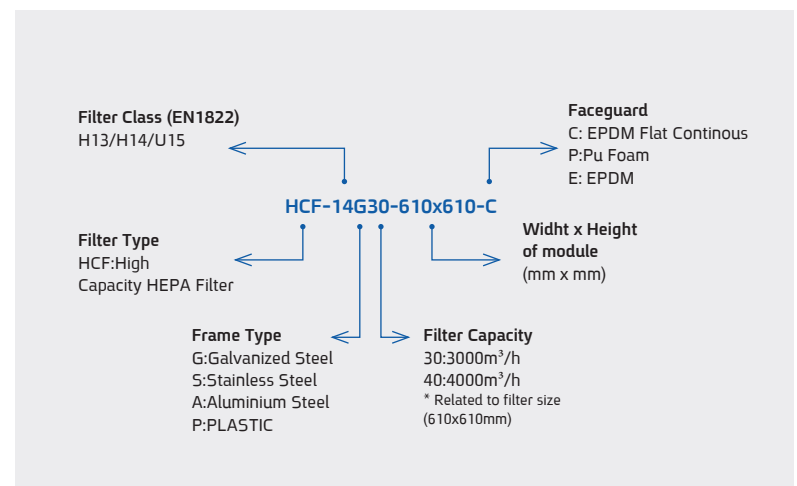 Filter Class (EN1822)
H13/H14/U15
Faceguard
C: EPDM Flat Continous
P:Pu Foam
E: EPDM
HCF-14G30-610x610-C
Filter Type
HCF:High
Capacity HEPA Filter
Widht x Height
of module
(mm x mm)
Frame Type
G:Galvanized Steel
S:Stainless Steel
A:Aluminium Steel
P:PLASTIC
Filter Capacity
30:3000m³/h
40:4000m³/h
* Related to filter size
(610x610mm)